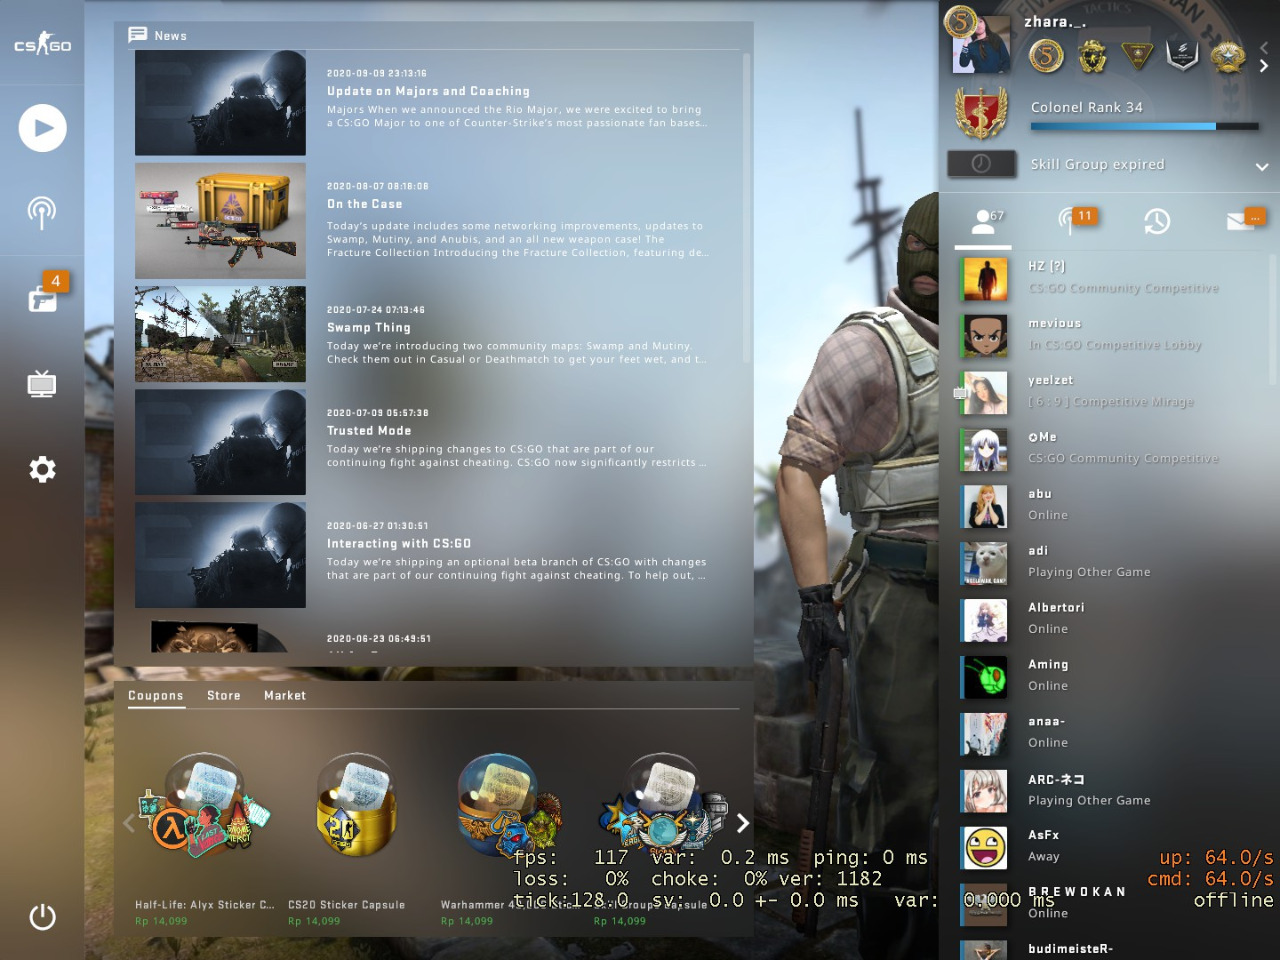 CS GO
4
News
2020-09-09 23:13:16
Update on Majors and Coaching
Majors When we announced the Rio Major, we were excited to bring
a CS:GO Major to one of Counter-Strike's most passionate fan bases...
2020-08-07 08:18:08
On the Case
Today's update includes some networking improvements, updates to
Swamp, Mutiny, and Anubis, and an all new weapon case! The
Fracture Collection Introducing the Fracture Collection, featuring de...
2020-07-24 07:13:46
Swamp Thing
Today we're introducing two community maps: Swamp and Mutiny.
Check them out in Casual or Deathmatch to get your feet wet, and t...
2020-07-09 05:57:38
Trusted Mode
Today we're shipping changes to CS:GO that are part of our
continuing fight against cheating. CS:GO now significantly restricts ...
2020-06-27 01:30:51
Interacting with CS:GO
Today we're shipping an optional beta branch of CS:GO with changes
that are part of our continuing fight against cheating. To help out, ...
2020-06-23 06:49:51
Coupons Store Market
Half-Life: Alyx Sticker C...
Rp 14,099
CS20 Sticker Capsule
Rp 14,099
Warhammer
Rp 14,099
Rp 14,099
fps: 117 var: 0.2 ms ping: 0 ms
loss: 0% choke: 0% ver: 1182
tick:128.0 sv: 0.0 +- 0.0 ms var: 0.000 ms
up: 64.0/s
cmd: 64.0/s
offline
zhara._.
Colonel Rank 34
Skill Group expired
67
11
...
HZ (?)
CS:GO Community Competitive
mevious
In CS:GO Competitive Lobby
yeelzet
[ 6 : 9 ] Competitive Mirage
✪Me
CS:GO Community Competitive
abu
Online
adi
Playing Other Game
Albertori
Online
Aming
Online
anaa-
Online
ARC-ネコ
Playing Other Game
AsFx
Away
BREWOKAN
Online
budimeisteR-